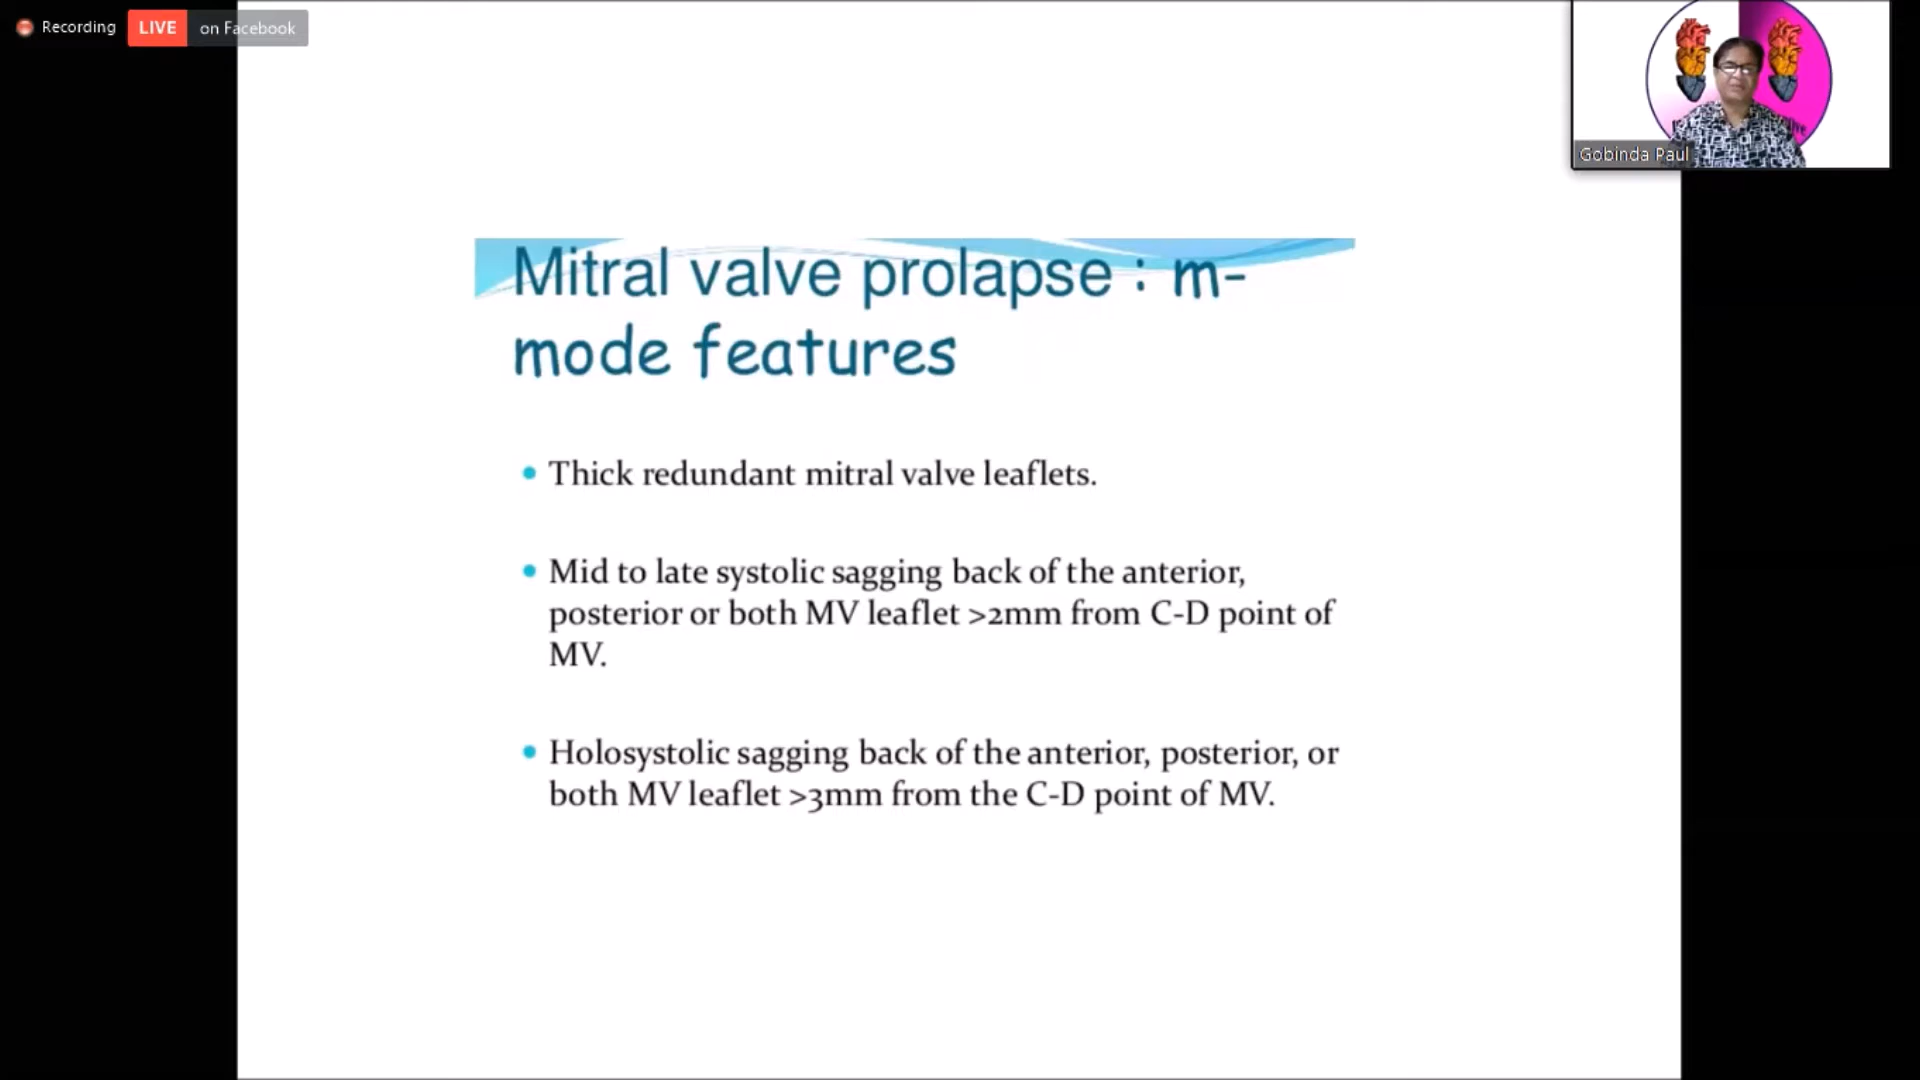 Recording
LIVE on Facebook
Gobinda Paul
Mitral valve prolapse : m-
mode features
• Thick redundant mitral valve leaflets.
• Mid to late systolic sagging back of the anterior,
posterior or both MV leaflet >2mm from C-D point of
MV.
• Holosystolic sagging back of the anterior, posterior, or
both MV leaflet >3mm from the C-D point of MV.